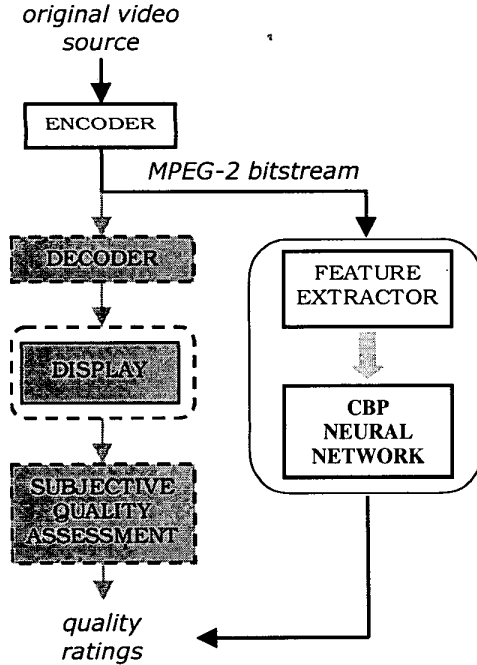 original video
source
ENCODER
MPEG-2 bitstream
DECODER
FEATURE
EXTRACTOR
DISPLAY
CBP
NEURAL
NETWORK
SUBJECTIVE
QUALITY
ASSESSMENT
quality
ratings